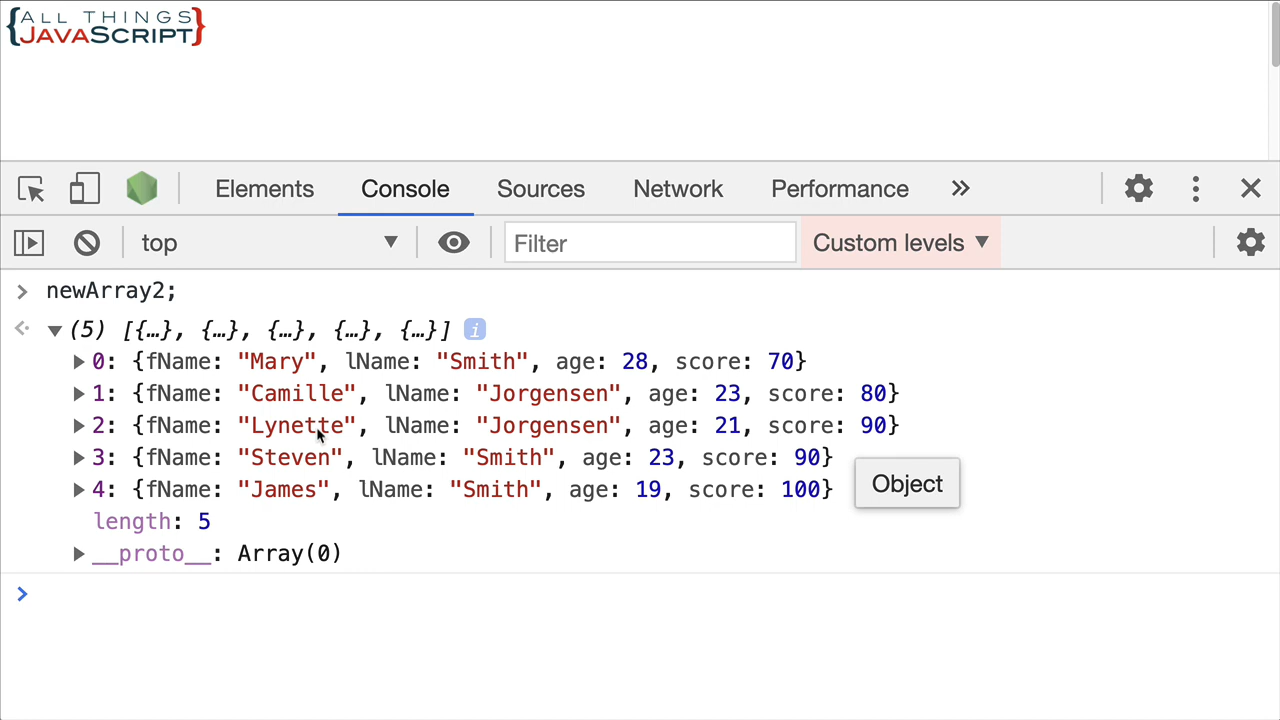 {ALL THINGS
JAVASCRIPT}
Elements Console Sources Network Performance »
top Filter Custom levels ▼
> newArray2;
(5) [{…}, {…}, {…}, {…}, {…}] i
0: {fName: "Mary", lName: "Smith", age: 28, score: 70}
1: {fName: "Camille", lName: "Jorgensen", age: 23, score: 80}
2: {fName: "Lynette", lName: "Jorgensen", age: 21, score: 90}
3: {fName: "Steven", lName: "Smith", age: 23, score: 90}
4: {fName: "James", lName: "Smith", age: 19, score: 100}
Object
length: 5
__proto__: Array(0)
>